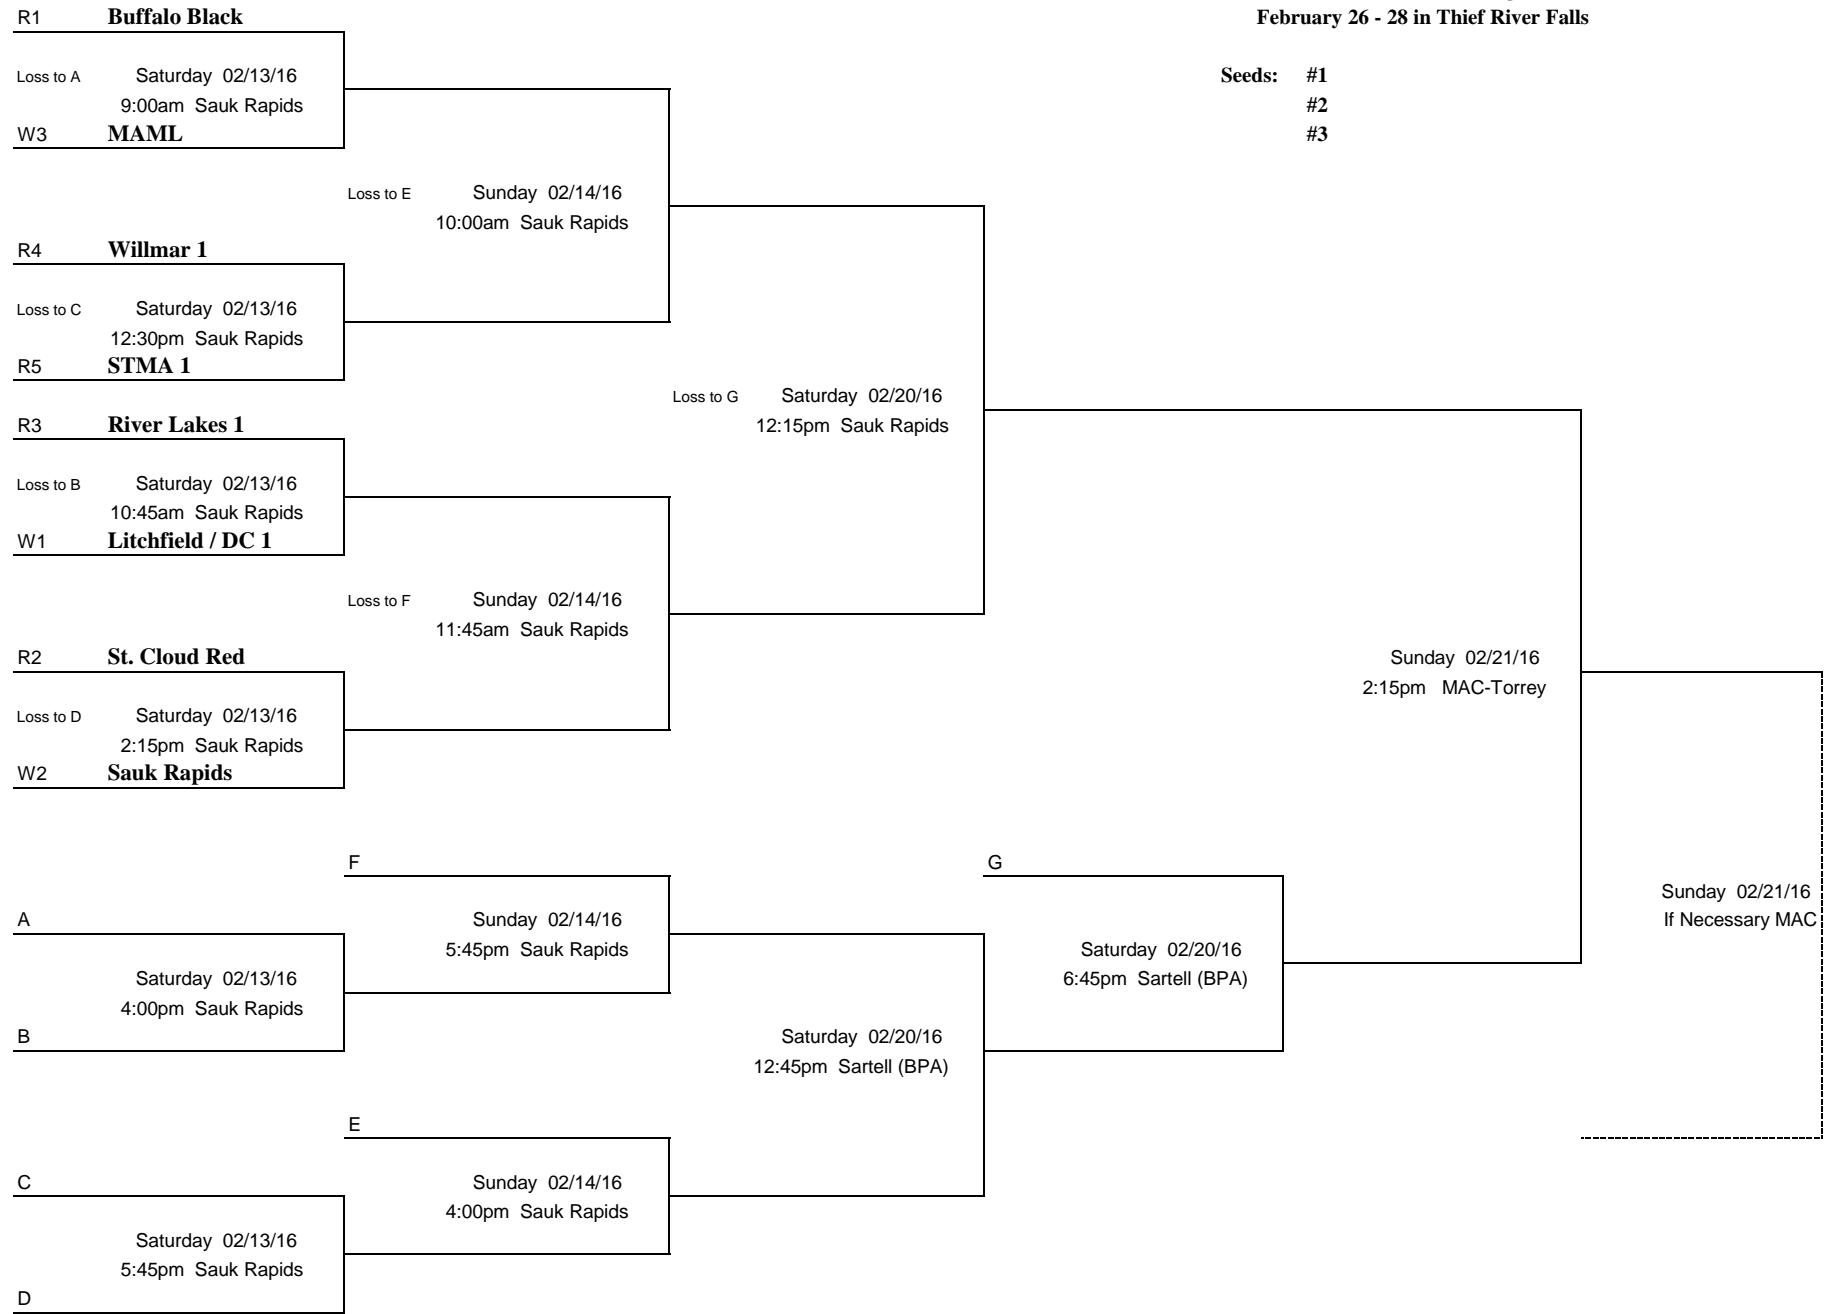 R1 Buffalo Black
February 26 - 28 in Thief River Falls
Loss to A Saturday 02/13/16
9:00am Sauk Rapids
W3 MAML
Seeds: #1
#2
#3
Loss to E Sunday 02/14/16
10:00am Sauk Rapids
R4 Willmar 1
Loss to C Saturday 02/13/16
12:30pm Sauk Rapids
R5 STMA 1
Loss to G Saturday 02/20/16
12:15pm Sauk Rapids
R3 River Lakes 1
Loss to B Saturday 02/13/16
10:45am Sauk Rapids
W1 Litchfield / DC 1
Loss to F Sunday 02/14/16
11:45am Sauk Rapids
R2 St. Cloud Red
Loss to D Saturday 02/13/16
2:15pm Sauk Rapids
W2 Sauk Rapids
Sunday 02/21/16
2:15pm MAC-Torrey
F
G
A
Sunday 02/14/16
5:45pm Sauk Rapids
Sunday 02/21/16
If Necessary MAC
Saturday 02/13/16
4:00pm Sauk Rapids
B
Saturday 02/20/16
6:45pm Sartell (BPA)
Saturday 02/20/16
12:45pm Sartell (BPA)
E
C
Sunday 02/14/16
4:00pm Sauk Rapids
Saturday 02/13/16
5:45pm Sauk Rapids
D